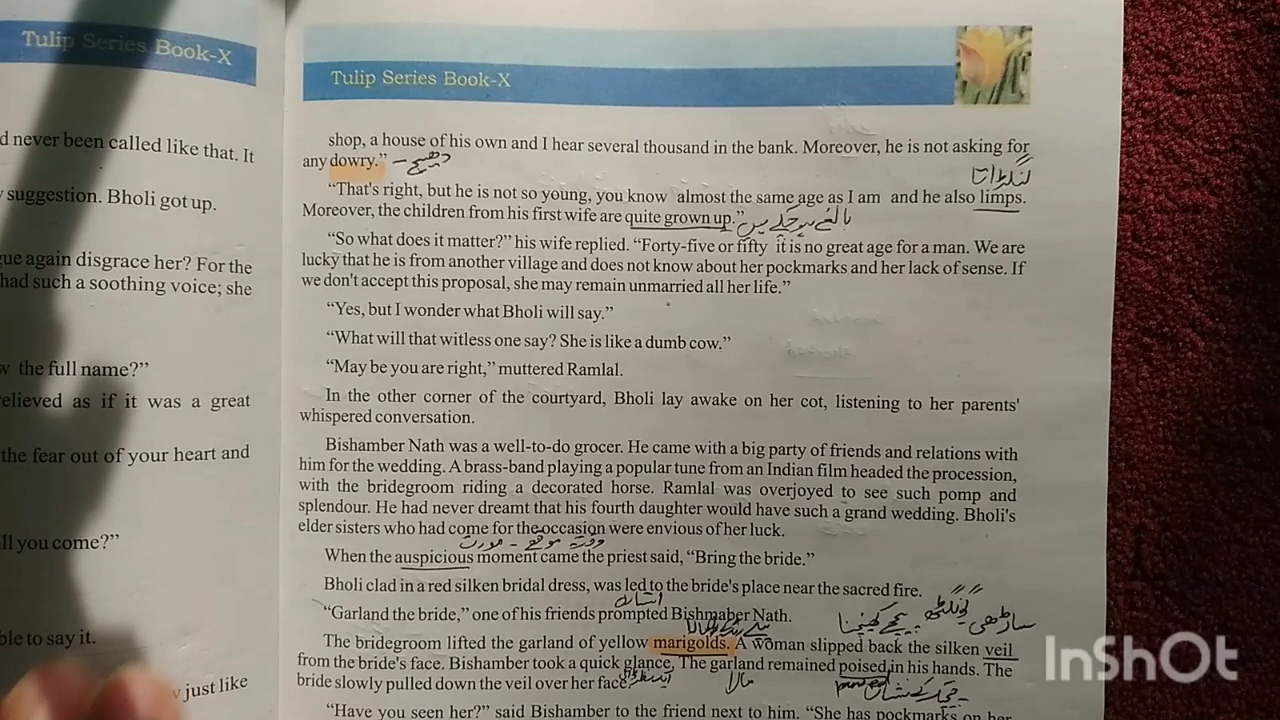 Tulip Series Book-X
d never been called like that. It
suggestion. Bholi got up.
ue again disgrace her? For the
had such a soothing voice; she
the full name?”
relieved as if it was a great
the fear out of your heart and
ll you come?”
ble to say it.
just like
Tulip Series Book-X
shop, a house of his own and I hear several thousand in the bank. Moreover, he is not asking for
any dowry.”
لنگڑاتا
“That's right, but he is not so young, you know almost the same age as I am and he also limps.
Moreover, the children from his first wife are quite grown up.” بالغ ہو چکے ہیں
“So what does it matter?” his wife replied. “Forty-five or fifty it is no great age for a man. We are
lucky that he is from another village and does not know about her pockmarks and her lack of sense. If
we don't accept this proposal, she may remain unmarried all her life.”
“Yes, but I wonder what Bholi will say.”
“What will that witless one say? She is like a dumb cow.”
“May be you are right,” muttered Ramlal.
In the other corner of the courtyard, Bholi lay awake on her cot, listening to her parents'
whispered conversation.
Bishamber Nath was a well-to-do grocer. He came with a big party of friends and relations with
him for the wedding. A brass-band playing a popular tune from an Indian film headed the procession,
with the bridegroom riding a decorated horse. Ramlal was overjoyed to see such pomp and
splendour. He had never dreamt that his fourth daughter would have such a grand wedding. Bholi's
elder sisters who had come for the occasion were envious of her luck.
When the auspicious moment came the priest said, “Bring the bride.”
Bholi clad in a red silken bridal dress, was led to the bride's place near the sacred fire.
“Garland the bride,” one of his friends prompted Bishmaber Nath.
ساڑھی پیچھے کھینچنا
The bridegroom lifted the garland of yellow marigolds. A woman slipped back the silken veil
from the bride's face. Bishamber took a quick glance. The garland remained poised in his hands. The
bride slowly pulled down the veil over her face.
مالا
“Have you seen her?” said Bishamber to the friend next to him. “She has pockmarks on her
InShOt